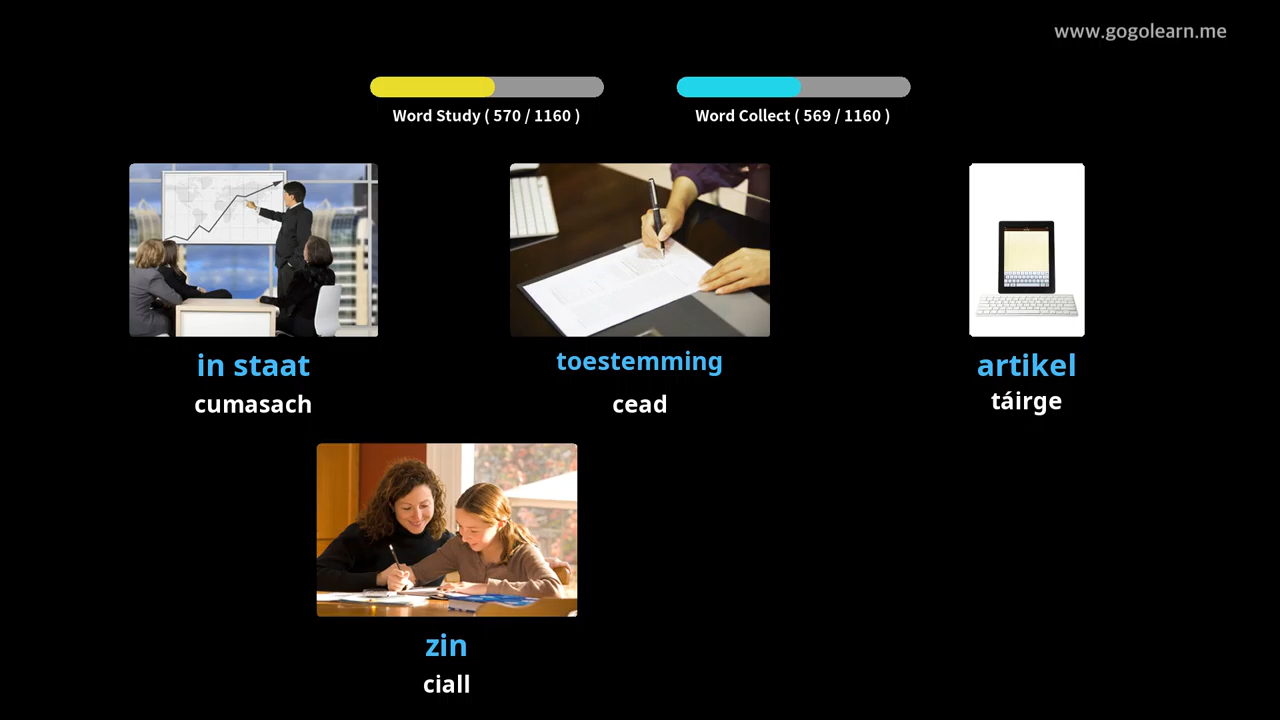 www.gogolearn.me
Word Study ( 570 / 1160 )
Word Collect ( 569 / 1160 )
in staat
cumasach
toestemming
cead
artikel
táirge
zin
ciall